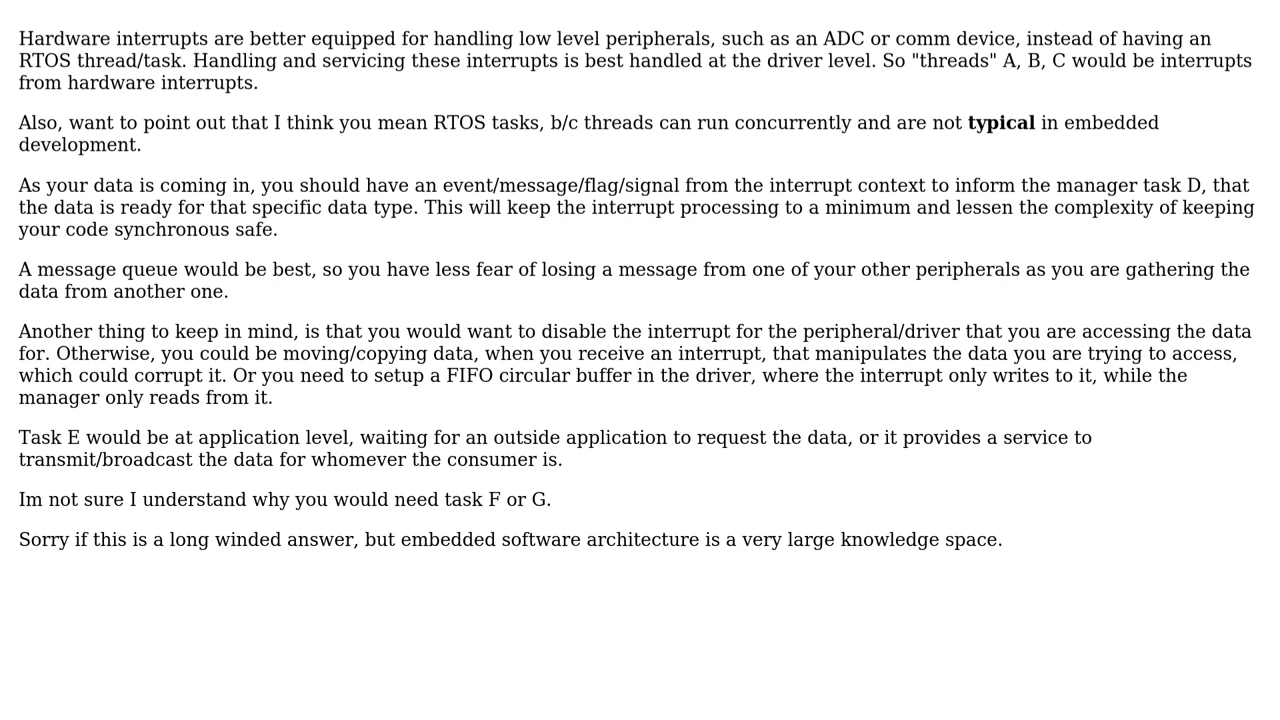 Hardware interrupts are better equipped for handling low level peripherals, such as an ADC or comm device, instead of having an
RTOS thread/task. Handling and servicing these interrupts is best handled at the driver level. So "threads" A, B, C would be interrupts
from hardware interrupts.
Also, want to point out that I think you mean RTOS tasks, b/c threads can run concurrently and are not typical in embedded
development.
As your data is coming in, you should have an event/message/flag/signal from the interrupt context to inform the manager task D, that
the data is ready for that specific data type. This will keep the interrupt processing to a minimum and lessen the complexity of keeping
your code synchronous safe.
A message queue would be best, so you have less fear of losing a message from one of your other peripherals as you are gathering the
data from another one.
Another thing to keep in mind, is that you would want to disable the interrupt for the peripheral/driver that you are accessing the data
for. Otherwise, you could be moving/copying data, when you receive an interrupt, that manipulates the data you are trying to access,
which could corrupt it. Or you need to setup a FIFO circular buffer in the driver, where the interrupt only writes to it, while the
manager only reads from it.
Task E would be at application level, waiting for an outside application to request the data, or it provides a service to
transmit/broadcast the data for whomever the consumer is.
Im not sure I understand why you would need task F or G.
Sorry if this is a long winded answer, but embedded software architecture is a very large knowledge space.